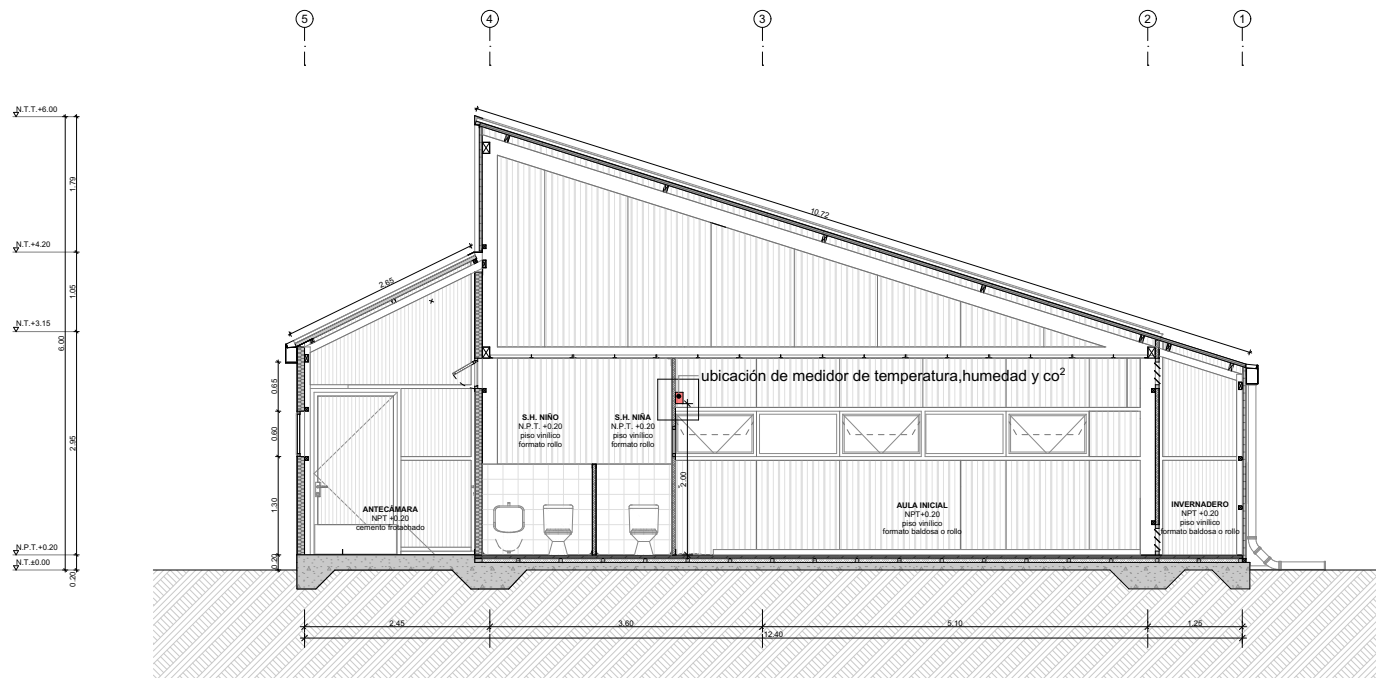 5
4
3
2
1
N.T.T.+6.00
1.79
10.72
N.T.+4.20
2.65
1.05
N.T.+3.15
6.00
ubicación de medidor de temperatura,humedad y co²
0.65
S.H. NIÑO
N.P.T. +0.20
piso vinílico
formato rollo
S.H. NIÑA
N.P.T. +0.20
piso vinílico
formato rollo
0.60
2.95
2.00
1.30
ANTECÁMARA
NPT +0.20
cemento frotachado
AULA INICIAL
NPT+0.20
piso vinílico
formato baldosa o rollo
INVERNADERO
NPT +0.20
piso vinílico
formato baldosa o rollo
N.P.T.+0.20
N.T.±0.00
0.20
0.20
2.45
3.60
5.10
1.25
12.40